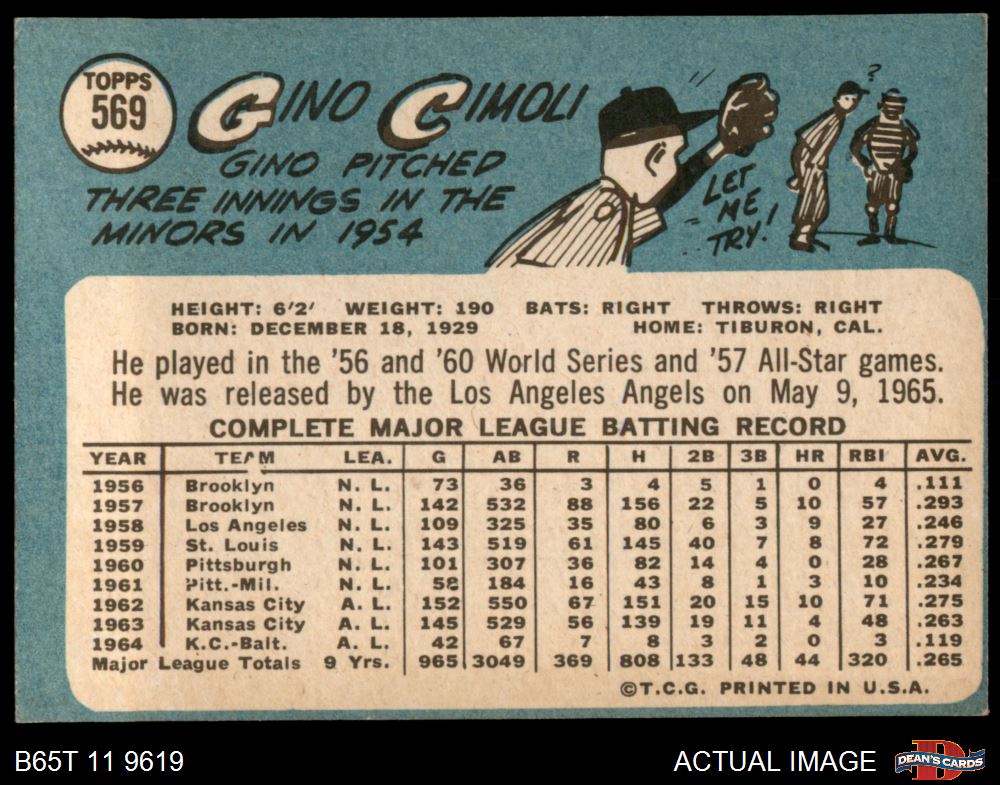 TOPPS
569
GINO CIMOLI
GINO PITCHED
THREE INNINGS IN THE
MINORS IN 1954
LET
ME
TRY!
?
HEIGHT: 6'2' WEIGHT: 190 BATS: RIGHT THROWS: RIGHT
BORN: DECEMBER 18, 1929 HOME: TIBURON, CAL.
He played in the '56 and '60 World Series and '57 All-Star games.
He was released by the Los Angeles Angels on May 9, 1965.
COMPLETE MAJOR LEAGUE BATTING RECORD
YEAR TEAM LEA. G AB R H 2B 3B HR RBI AVG.
1956 Brooklyn N. L. 73 36 3 4 5 1 0 4 .111
1957 Brooklyn N. L. 142 532 88 156 22 5 10 57 .293
1958 Los Angeles N. L. 109 325 35 80 6 3 9 27 .246
1959 St. Louis N. L. 143 519 61 145 40 7 8 72 .279
1960 Pittsburgh N. L. 101 307 36 82 14 4 0 28 .267
1961 Pitt.-Mil. N. L. 58 184 16 43 8 1 3 10 .234
1962 Kansas City A. L. 152 550 67 151 20 15 10 71 .275
1963 Kansas City A. L. 145 529 56 139 19 11 4 48 .263
1964 K.C.-Balt. A. L. 42 67 7 8 3 2 0 3 .119
Major League Totals 9 Yrs. 965 3049 369 808 133 48 44 320 .265
©T.C.G. PRINTED IN U.S.A.
B65T 11 9619 ACTUAL IMAGE DEAN'S CARDS